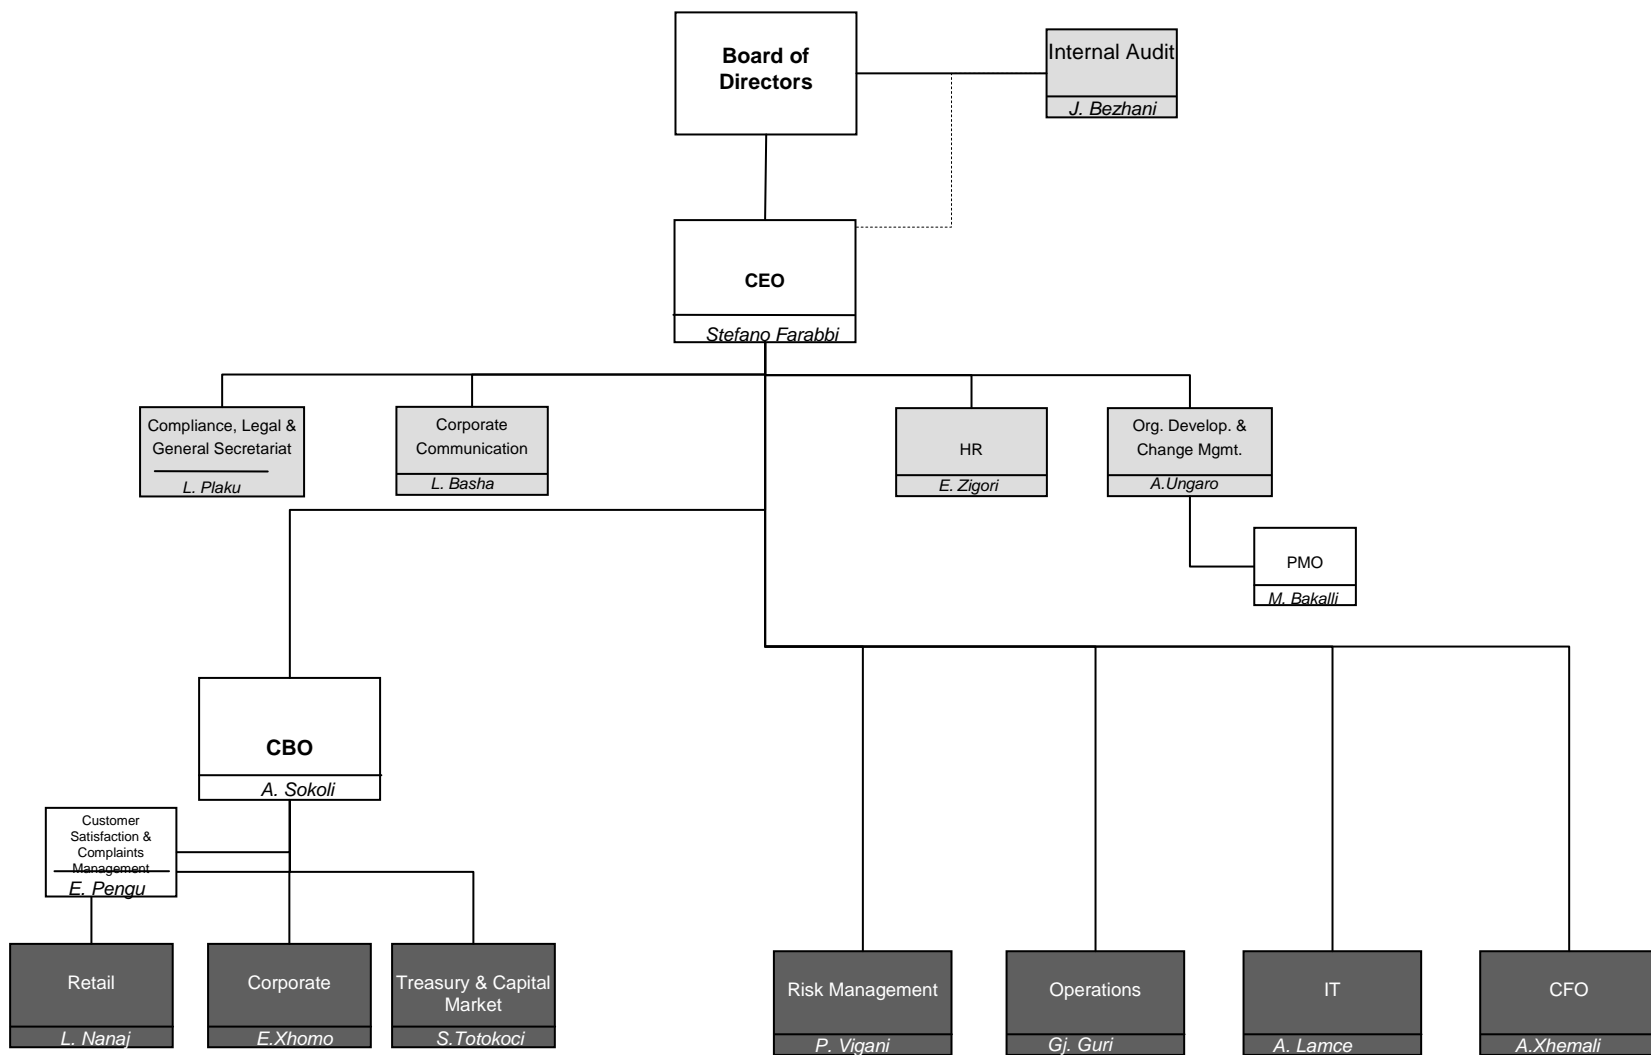 Board of
Directors
Internal Audit
J. Bezhani
CEO
Stefano Farabbi
Compliance, Legal &
General Secretariat
L. Plaku
Corporate
Communication
L. Basha
HR
E. Zigori
Org. Develop. &
Change Mgmt.
A.Ungaro
PMO
M. Bakalli
CBO
A. Sokoli
Customer
Satisfaction &
Complaints
Management
E. Pengu
Retail
L. Nanaj
Corporate
E.Xhomo
Treasury & Capital
Market
S.Totokoci
Risk Management
P. Vigani
Operations
Gj. Guri
IT
A. Lamce
CFO
A.Xhemali